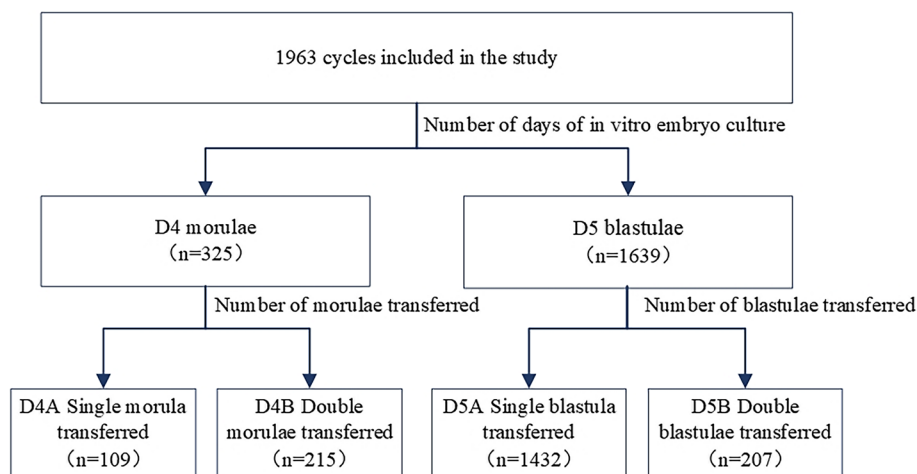 1963 cycles included in the study
Number of days of in vitro embryo culture
D4 morulae
（n=325）
D5 blastulae
（n=1639）
Number of morulae transferred
Number of blastulae transferred
D4A Single morula
transferred
（n=109）
D4B Double
morulae transferred
（n=215）
D5A Single blastula
transferred
（n=1432）
D5B Double
blastulae transferred
（n=207）